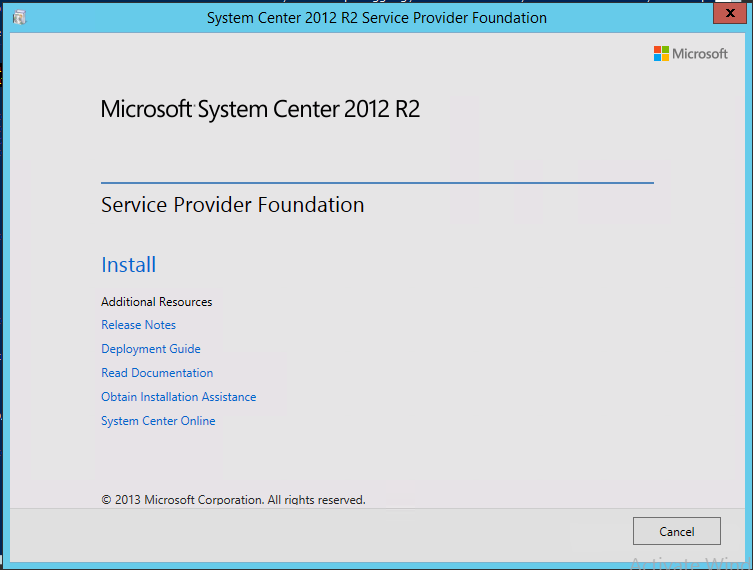 System Center 2012 R2 Service Provider Foundation
x
Microsoft
Microsoft System Center 2012 R2
Service Provider Foundation
Install
Additional Resources
Release Notes
Deployment Guide
Read Documentation
Obtain Installation Assistance
System Center Online
© 2013 Microsoft Corporation. All rights reserved.
Cancel